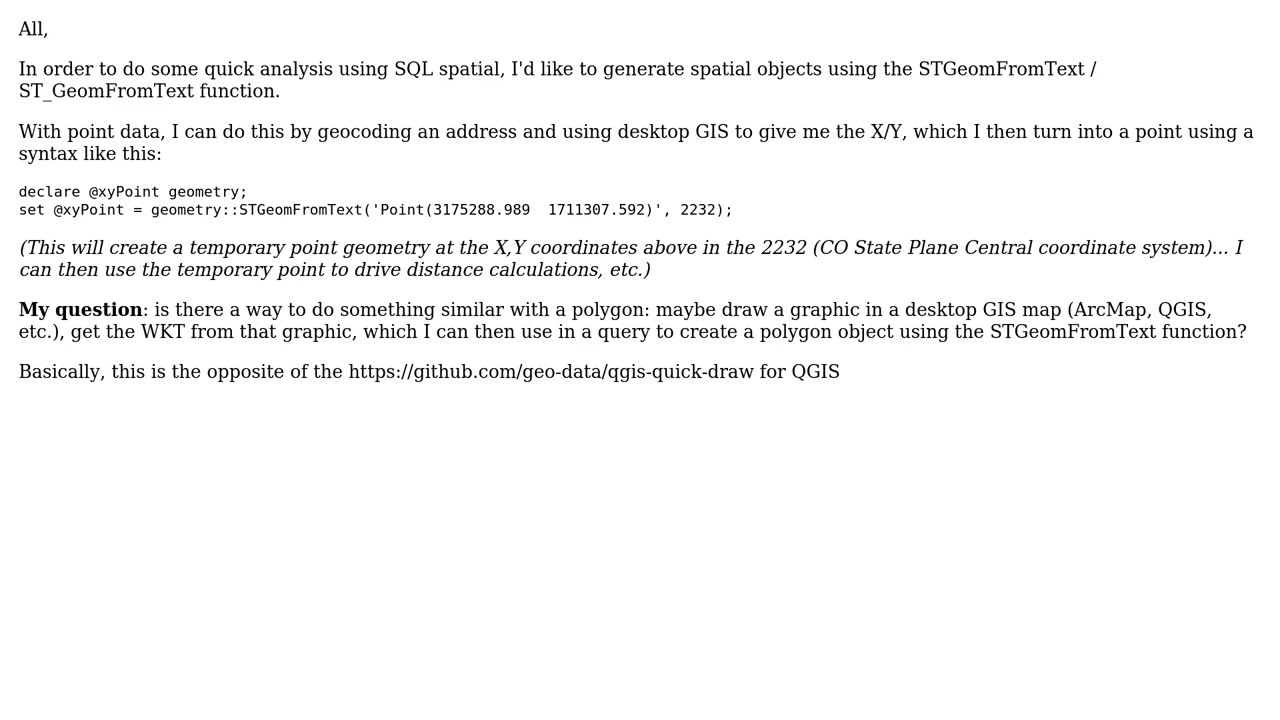 All,
In order to do some quick analysis using SQL spatial, I'd like to generate spatial objects using the STGeomFromText /
ST_GeomFromText function.
With point data, I can do this by geocoding an address and using desktop GIS to give me the X/Y, which I then turn into a point using a
syntax like this:
declare @xyPoint geometry;
set @xyPoint = geometry::STGeomFromText('Point(3175288.989  1711307.592)', 2232);
(This will create a temporary point geometry at the X,Y coordinates above in the 2232 (CO State Plane Central coordinate system)... I
can then use the temporary point to drive distance calculations, etc.)
My question: is there a way to do something similar with a polygon: maybe draw a graphic in a desktop GIS map (ArcMap, QGIS,
etc.), get the WKT from that graphic, which I can then use in a query to create a polygon object using the STGeomFromText function?
Basically, this is the opposite of the https://github.com/geo-data/qgis-quick-draw for QGIS